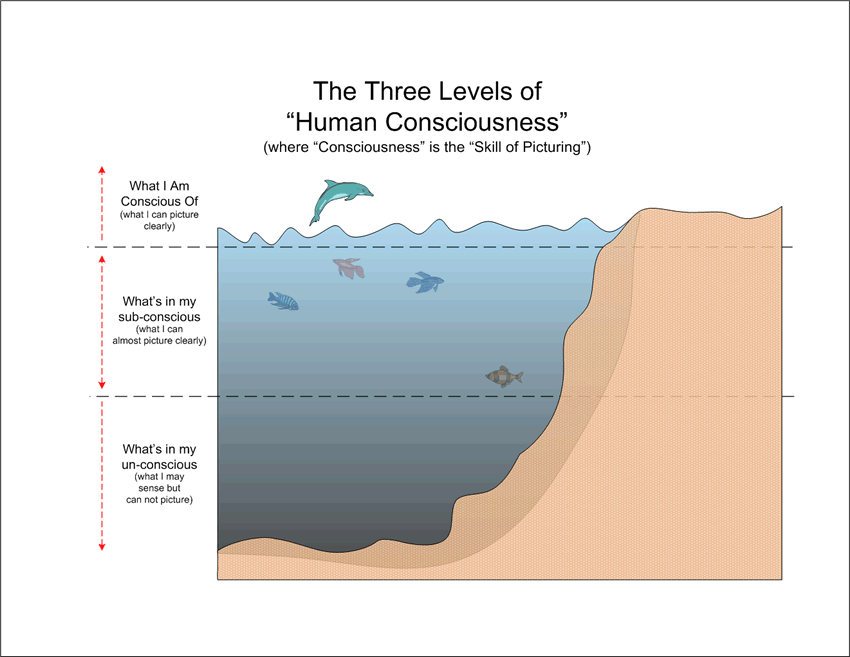 The Three Levels of
“Human Consciousness”
(where “Consciousness” is the “Skill of Picturing”)
What I Am
Conscious Of
(what I can picture
clearly)
What’s in my
sub-conscious
(what I can
almost picture clearly)
What’s in my
un-conscious
(what I may
sense but
can not picture)